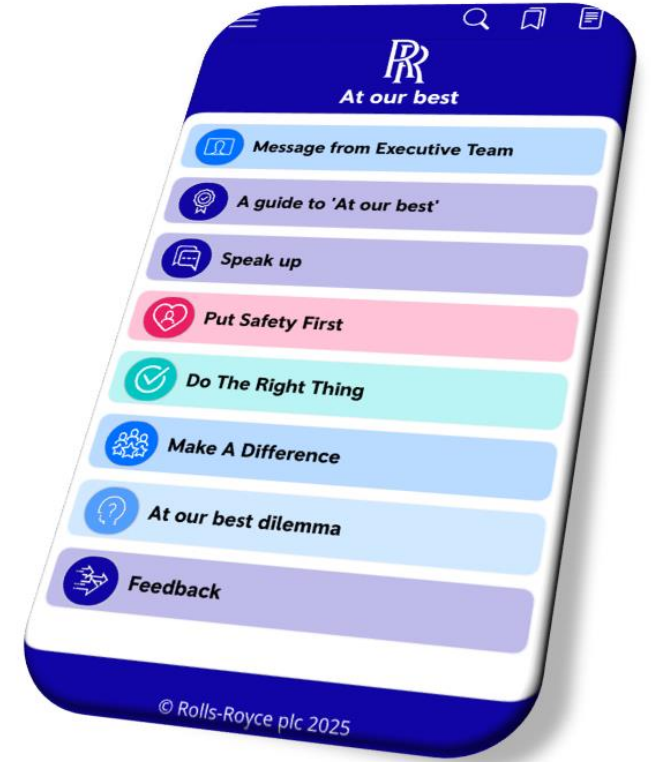 RR
At our best
Message from Executive Team
A guide to 'At our best'
Speak up
Put Safety First
Do The Right Thing
Make A Difference
At our best dilemma
Feedback
© Rolls-Royce plc 2025